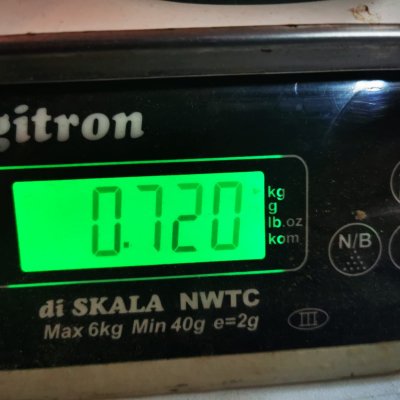 gitron
0.720
kg
g
lb.oz
kom
N/B
di SKALA NWTC
Max 6kg Min 40g e=2g
III